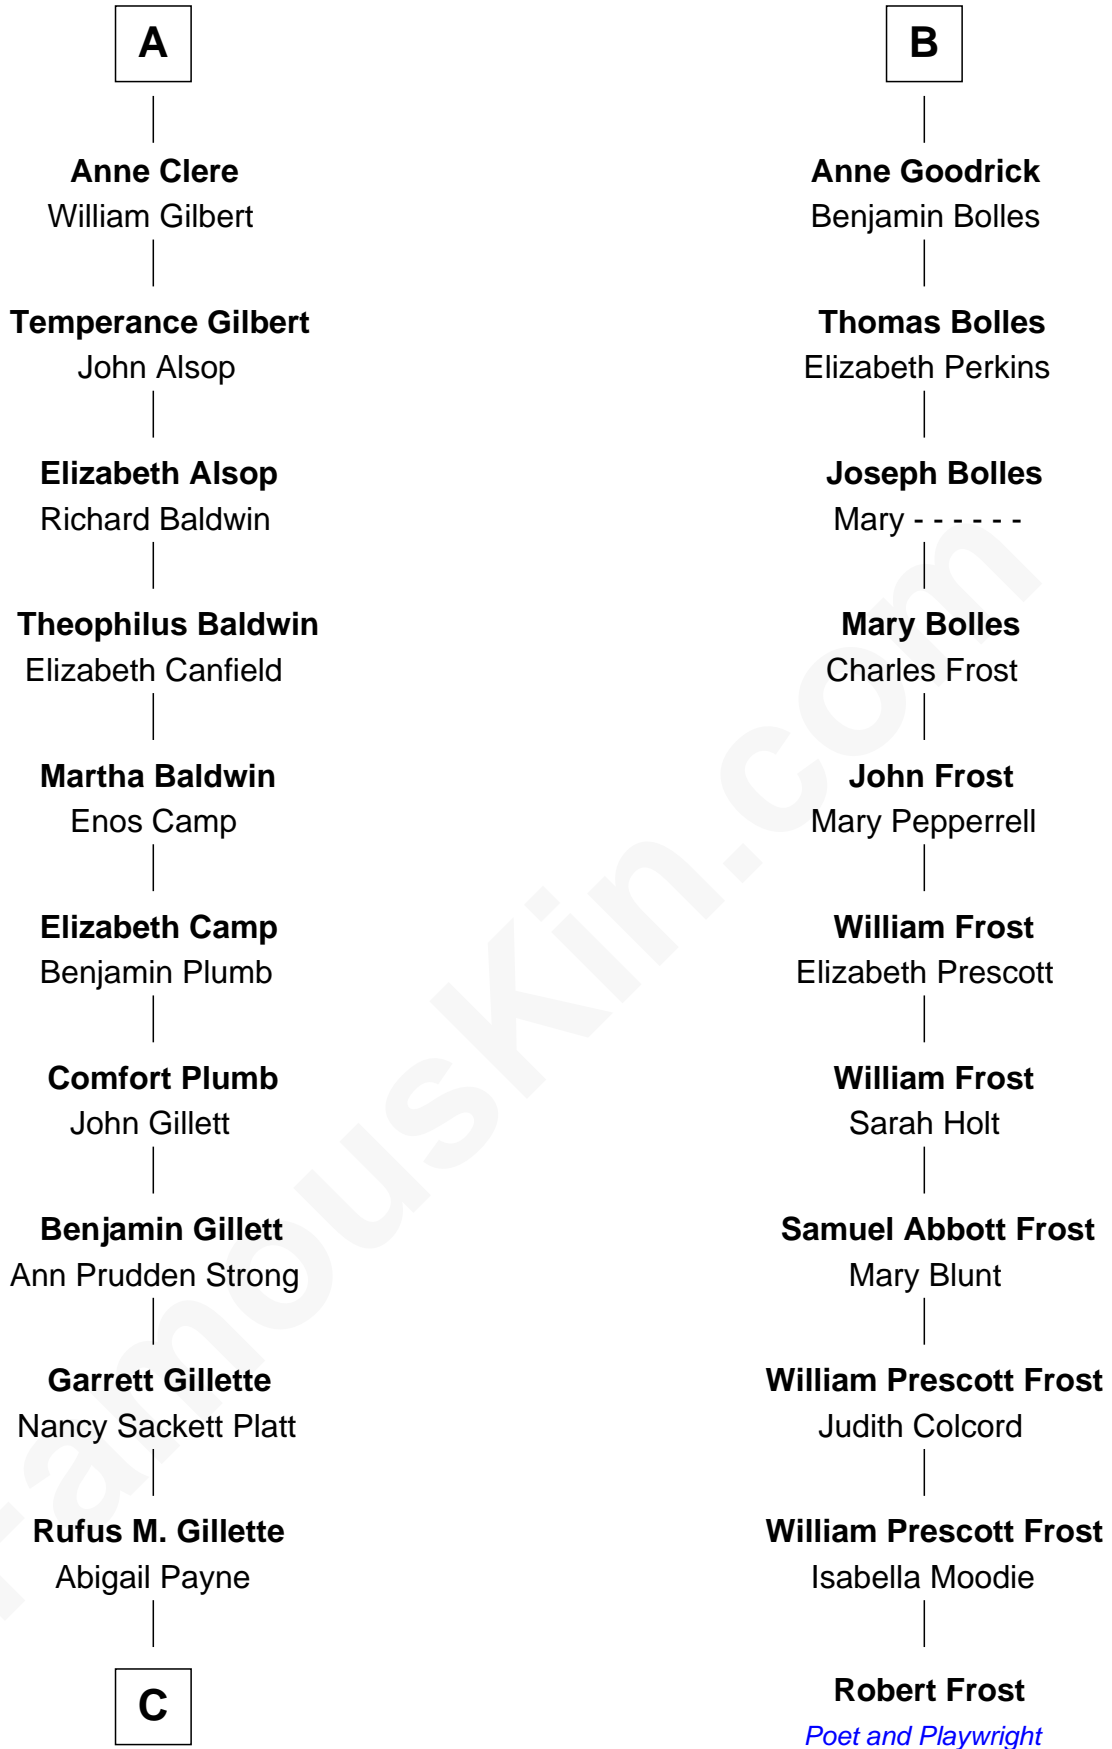 A
B
Anne Clere
William Gilbert
Anne Goodrick
Benjamin Bolles
Temperance Gilbert
John Alsop
Thomas Bolles
Elizabeth Perkins
Elizabeth Alsop
Richard Baldwin
Joseph Bolles
Mary - - - - - -
Theophilus Baldwin
Elizabeth Canfield
Mary Bolles
Charles Frost
Martha Baldwin
Enos Camp
John Frost
Mary Pepperrell
Elizabeth Camp
Benjamin Plumb
William Frost
Elizabeth Prescott
Comfort Plumb
John Gillett
William Frost
Sarah Holt
Benjamin Gillett
Ann Prudden Strong
Samuel Abbott Frost
Mary Blunt
Garrett Gillette
Nancy Sackett Platt
William Prescott Frost
Judith Colcord
Rufus M. Gillette
Abigail Payne
William Prescott Frost
Isabella Moodie
C
Robert Frost
Poet and Playwright
FamousKin.com